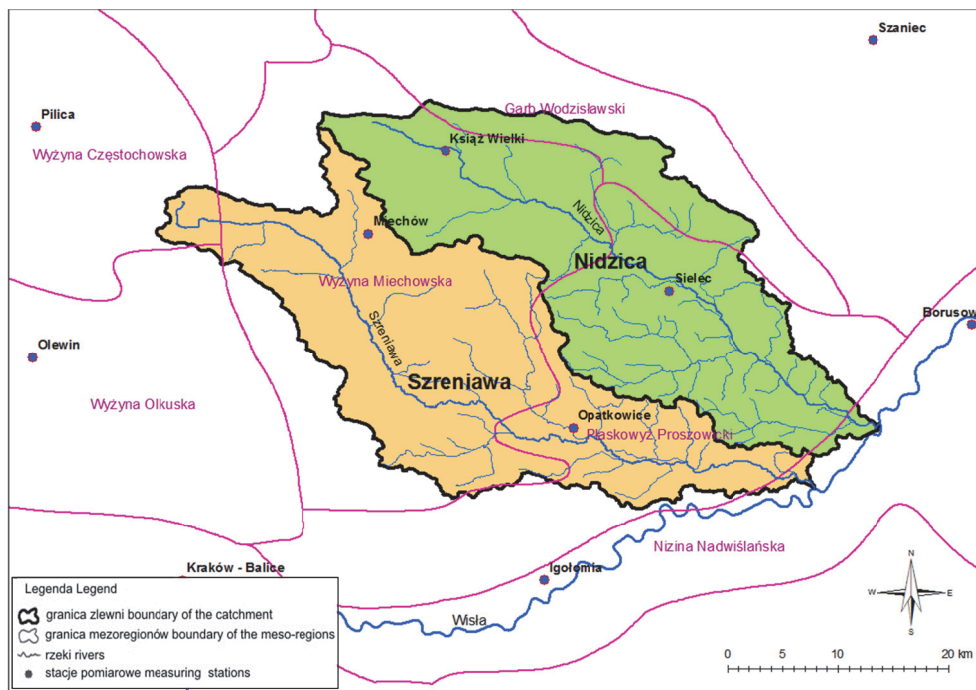 Szaniec
Pilica
Garb Wodzisławski
Książ Wielki
Wyżyna Częstochowska
Nidzica
Miechów
Nidzica
Wyżyna Miechowska
Sielec
Borusow
Szreniawa
Olewin
Szreniawa
Wyżyna Olkuska
Opatkowice
Płaskowyż Proszowicki
Nizina Nadwiślańska
Kraków - Balice
Igołomia
Wisła
N
W
E
S
Legenda Legend
granica zlewni boundary of the catchment
granica mezoregionów boundary of the meso-regions
rzeki rivers
stacje pomiarowe measuring stations
0 5 10 20 km